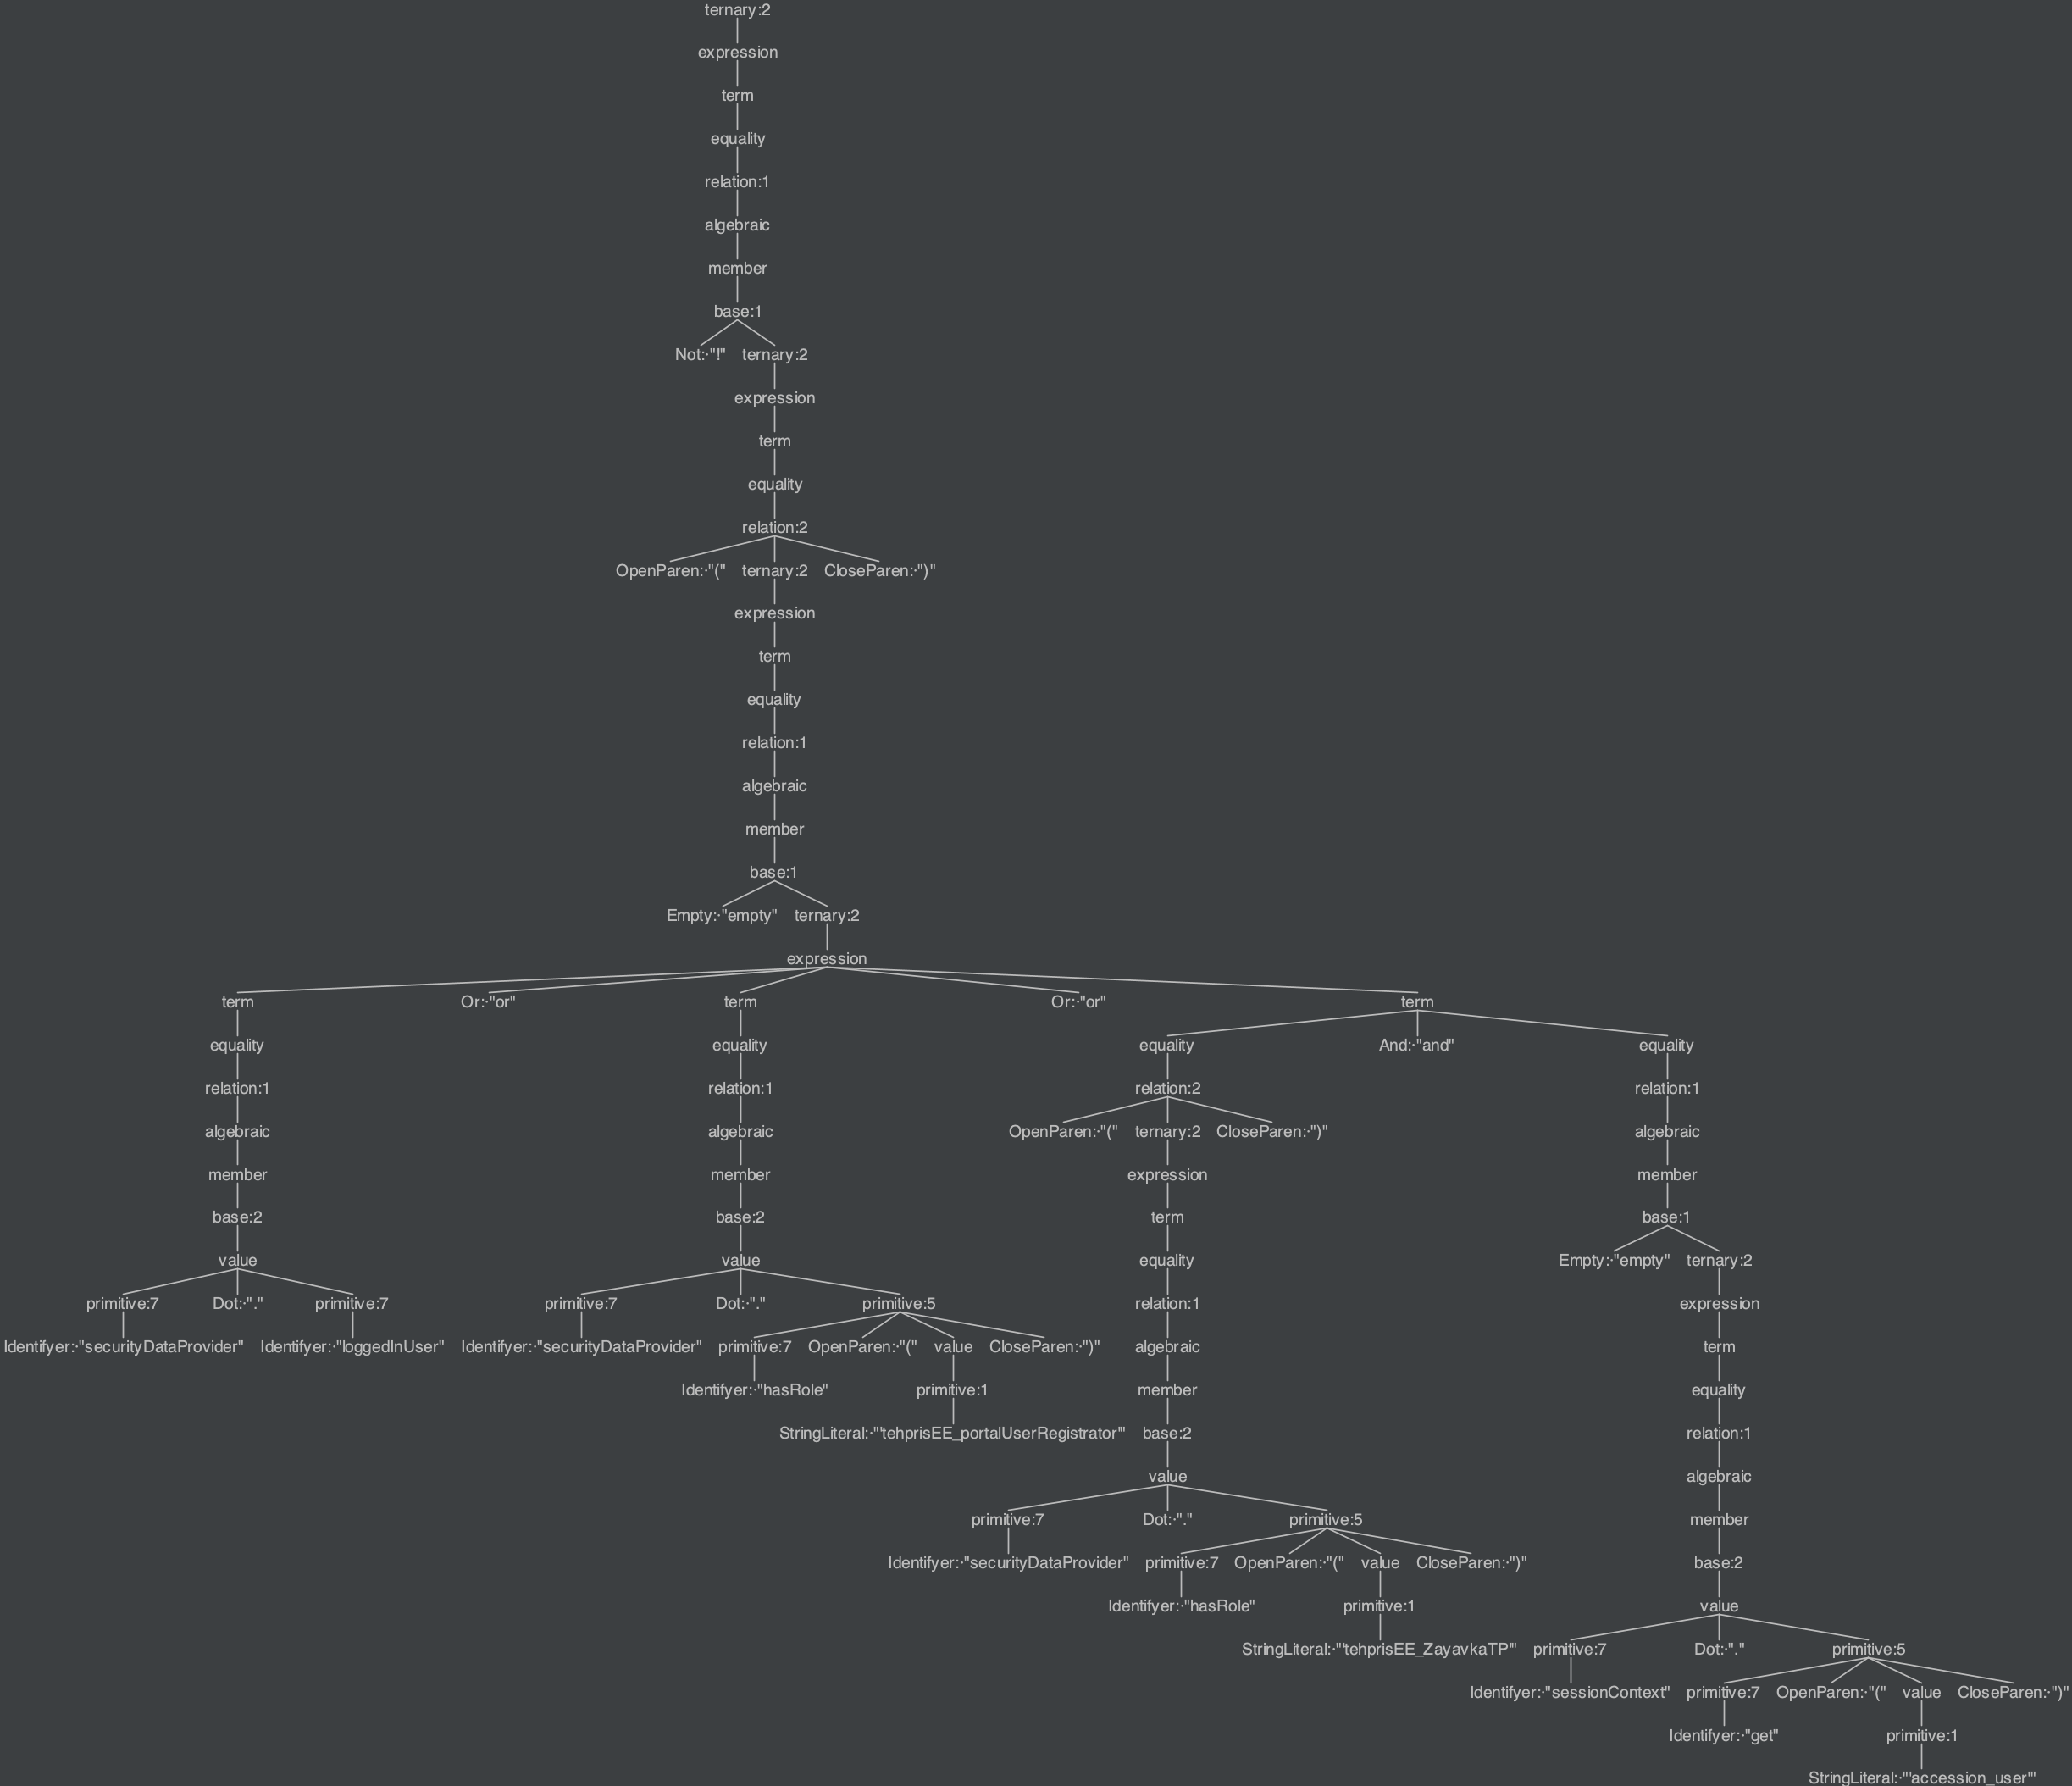 ternary:2
expression
term
equality
relation:1
algebraic
member
base:1
Not:·"!" ternary:2
expression
term
equality
relation:2
OpenParen:·"(" ternary:2 CloseParen:·")"
expression
term
equality
relation:1
algebraic
member
base:1
Empty:·"empty" ternary:2
expression
term Or:·"or" term Or:·"or" term
equality equality equality And:·"and" equality
relation:1 relation:1 relation:2 relation:1
algebraic algebraic OpenParen:·"(" ternary:2 CloseParen:·")" algebraic
member member expression member
base:2 base:2 term base:1
value value equality Empty:·"empty" ternary:2
primitive:7 Dot:·"." primitive:7 primitive:7 Dot:·"." primitive:5 relation:1 expression
Identifyer:·"securityDataProvider" Identifyer:·"loggedInUser" Identifyer:·"securityDataProvider" primitive:7 OpenParen:·"(" value CloseParen:·")" algebraic term
Identifyer:·"hasRole" primitive:1 member equality
StringLiteral:·"'tehprisEE_portalUserRegistrator'" base:2 relation:1
value algebraic
primitive:7 Dot:·"." primitive:5 member
Identifyer:·"securityDataProvider" primitive:7 OpenParen:·"(" value CloseParen:·")" base:2
Identifyer:·"hasRole" primitive:1 value
StringLiteral:·"'tehprisEE_ZayavkaTP'" primitive:7 Dot:·"." primitive:5
Identifyer:·"sessionContext" primitive:7 OpenParen:·"(" value CloseParen:·")"
Identifyer:·"get" primitive:1
StringLiteral:·"'accession_user'"